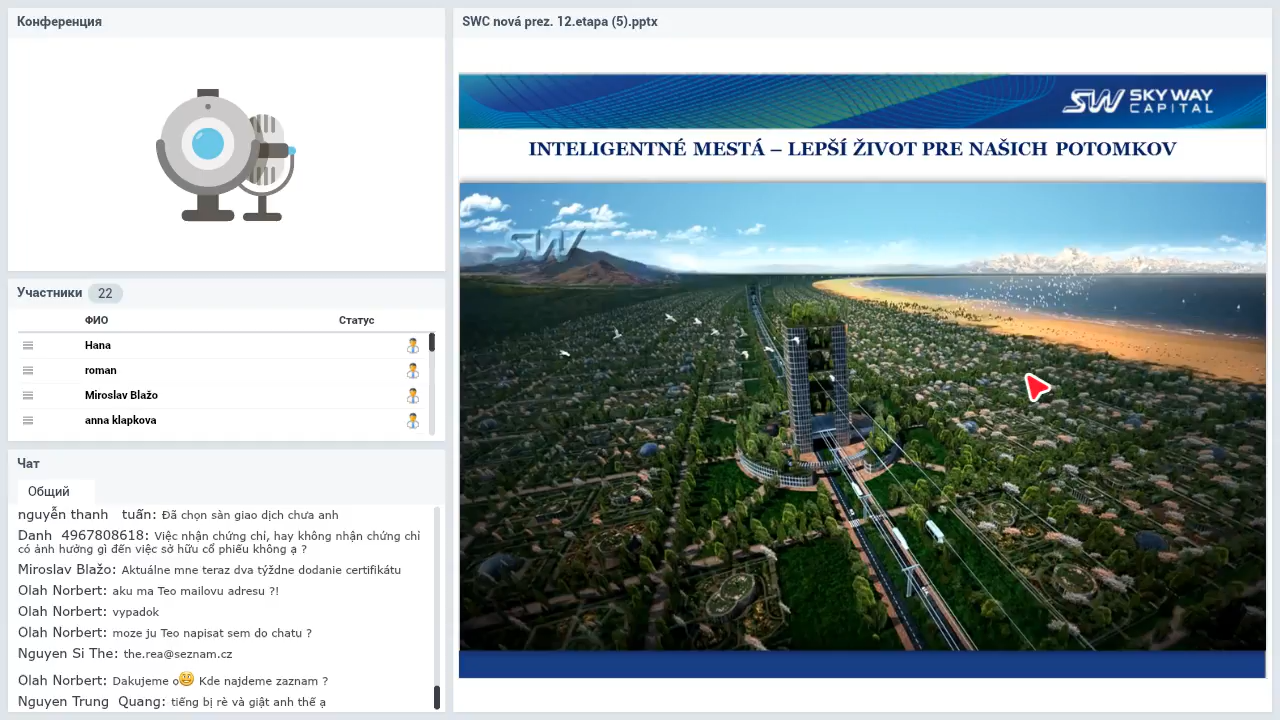 Конференция
Участники 22
ФИО Статус
Hana
roman
Miroslav Blažo
anna klapkova
Чат
Общий
nguyễn thanh tuấn: Đã chọn sàn giao dịch chưa anh
Danh 4967808618: Việc nhận chứng chỉ, hay không nhận chứng chỉ
có ảnh hưởng gì đến việc sở hữu cổ phiếu không ạ ?
Miroslav Blažo: Aktuálne mne teraz dva týždne dodanie certifikátu
Olah Norbert: aku ma Teo mailovu adresu ?!
Olah Norbert: vypadok
Olah Norbert: moze ju Teo napisat sem do chatu ?
Nguyen Si The: the.rea@seznam.cz
Olah Norbert: Dakujeme o Kde najdeme zaznam ?
Nguyen Trung Quang: tiếng bị rè và giật anh thế ạ
SWC nová prez. 12.etapa (5).pptx
SW SKY WAY
CAPITAL
INTELIGENTNÉ MESTÁ – LEPŠÍ ŽIVOT PRE NAŠICH POTOMKOV
SW